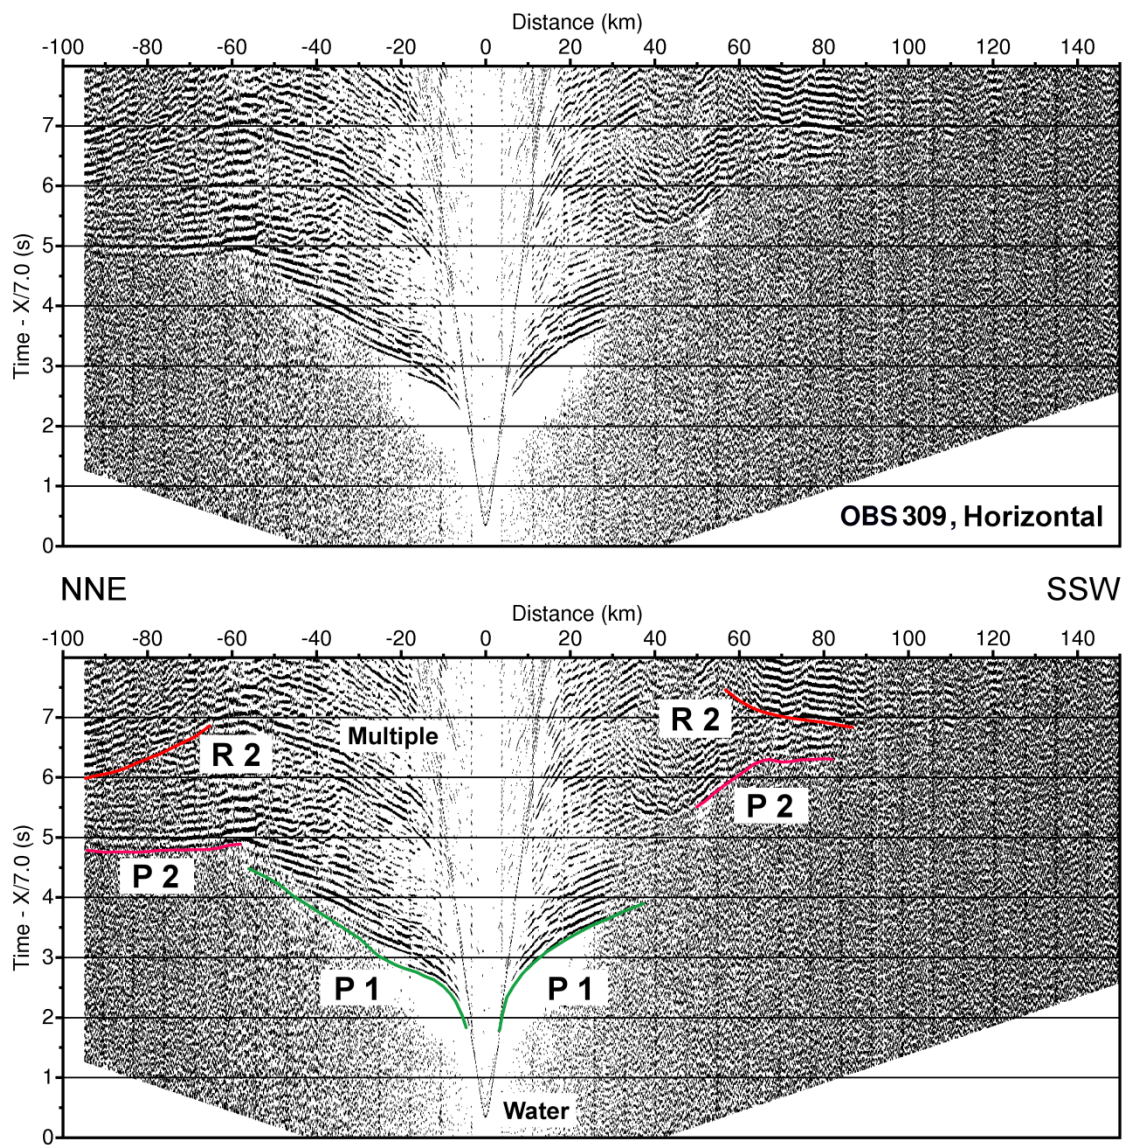 Distance (km)
-100 -80 -60 -40 -20 0 20 40 60 80 100 120 140
7
6
5
4
3
2
1
0
Time - X/7.0 (s)
OBS 309, Horizontal
NNE SSW
Distance (km)
-100 -80 -60 -40 -20 0 20 40 60 80 100 120 140
7
6
5
4
3
2
1
0
Time - X/7.0 (s)
R 2
R 2
Multiple
P 2
P 2
P 1
P 1
Water